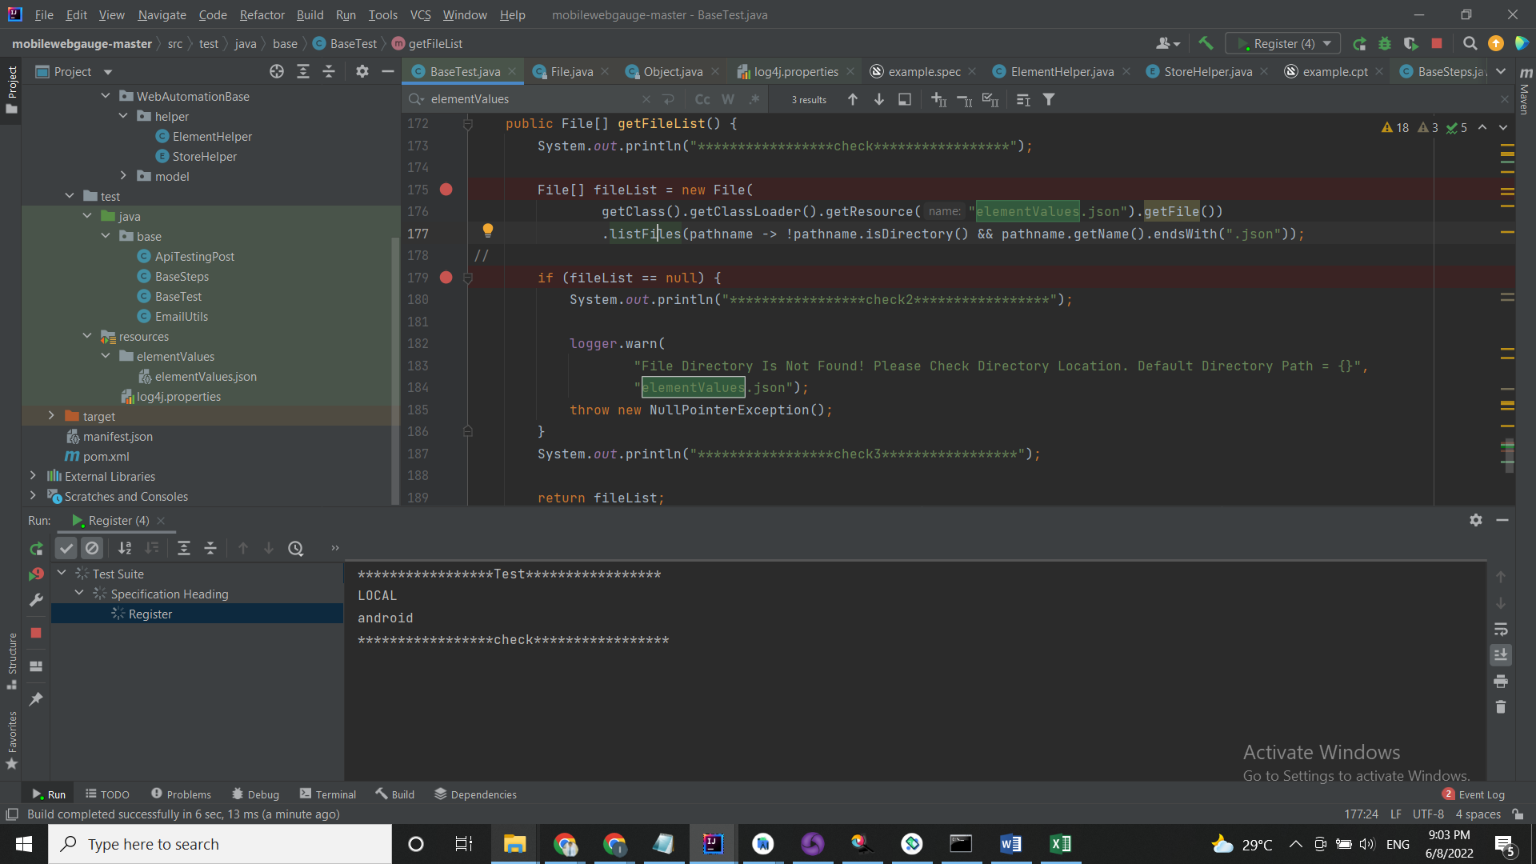 File Edit View Navigate Code Refactor Build Run Tools VCS Window Help mobilewebgauge-master - BaseTest.java
mobilewebgauge-master src test java base BaseTest getFileList Register (4)
Project BaseTest.java File.java Object.java log4j.properties example.spec ElementHelper.java StoreHelper.java example.cpt BaseSteps.ja
Project
Maven
elementValues Cc W .* 3 results
WebAutomationBase
helper
ElementHelper
StoreHelper
model
test
java
base
ApiTestingPost
BaseSteps
BaseTest
EmailUtils
resources
elementValues
elementValues.json
log4j.properties
target
manifest.json
pom.xml
External Libraries
Scratches and Consoles
18 3 5
172 public File[] getFileList() {
173 System.out.println("*****************check*****************");
174
175 File[] fileList = new File(
176 getClass().getClassLoader().getResource( name: "elementValues.json").getFile())
177 .listFiles(pathname -> !pathname.isDirectory() && pathname.getName().endsWith(".json"));
178 //
179 if (fileList == null) {
180 System.out.println("*****************check2*****************");
181
182 logger.warn(
183 "File Directory Is Not Found! Please Check Directory Location. Default Directory Path = {}",
184 "elementValues.json");
185 throw new NullPointerException();
186 }
187 System.out.println("*****************check3*****************");
188
189 return fileList;
Run: Register (4)
Test Suite
Specification Heading
Register
*****************Test*****************
LOCAL
android
*****************check*****************
Structure
Favorites
Activate Windows
Go to Settings to activate Windows.
Run TODO Problems Debug Terminal Build Dependencies 2 Event Log
Build completed successfully in 6 sec, 13 ms (a minute ago) 177:24 LF UTF-8 4 spaces
Type here to search 29°C ENG 9:03 PM
6/8/2022
5